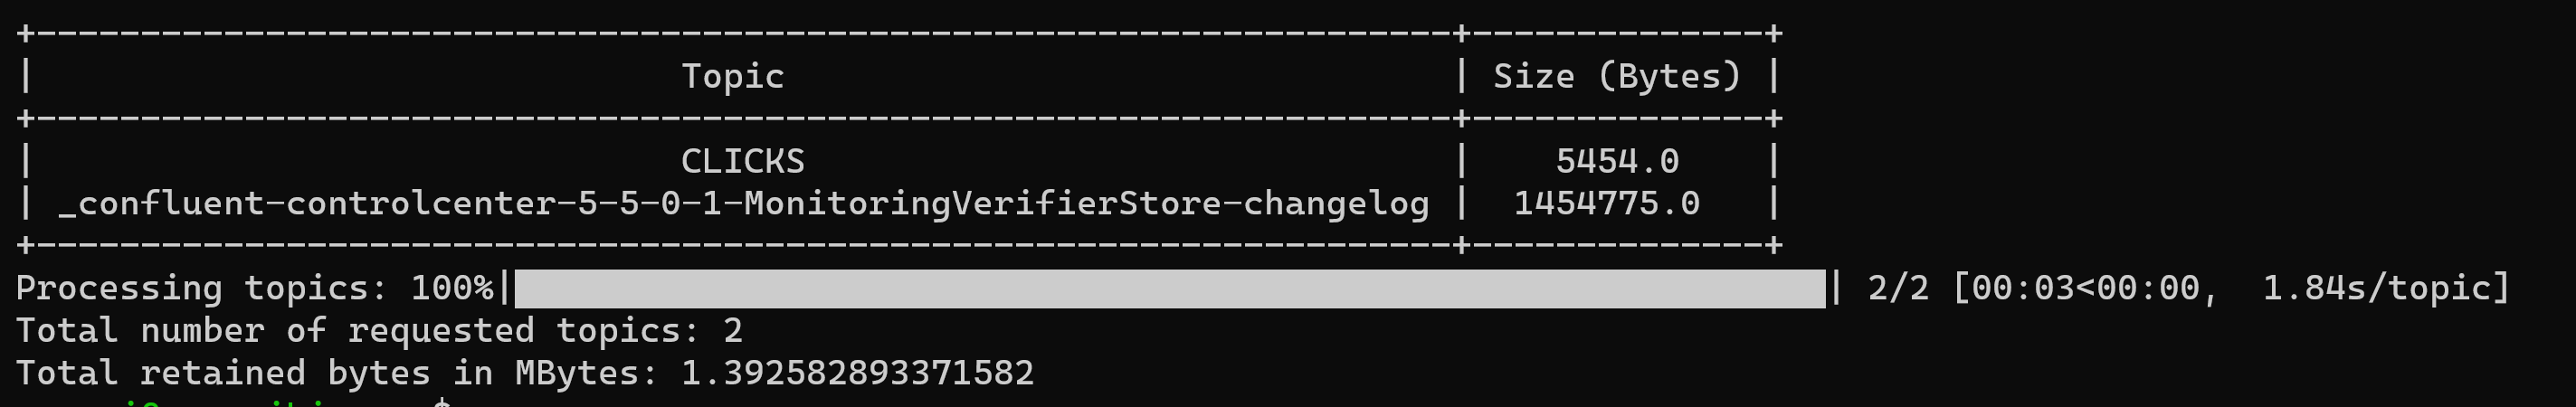 +--------------------------------------------------------------------+--------------+
|                               Topic                                | Size (Bytes) |
+--------------------------------------------------------------------+--------------+
|                               CLICKS                               |    5454.0    |
| _confluent-controlcenter-5-5-0-1-MonitoringVerifierStore-changelog |  1454775.0   |
+--------------------------------------------------------------------+--------------+
Processing topics: 100%|██████████| 2/2 [00:03<00:00,  1.84s/topic]
Total number of requested topics: 2
Total retained bytes in MBytes: 1.392582893371582
$